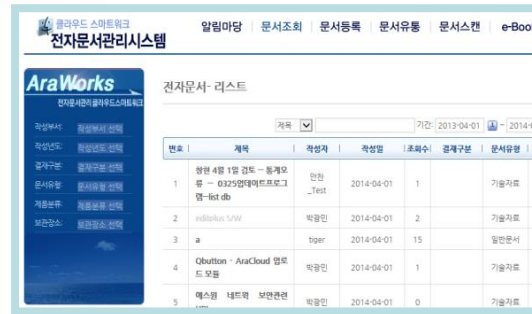 클라우드 스마트워크
전자문서관리시스템
알림마당 문서조회 문서등록 문서유통 문서스캔 e-Boo
AraWorks
전자문서관리클라우드스마트워크
작성부서: 작성부서 선택
작성년도: 작성년도 선택
결재구분: 결재구분 선택
문서유형: 문서유형 선택
제품분류: 제품분류 선택
보관장소: 보관장소 선택
전자문서- 리스트
제목 기간: 2013-04-01 - 2014-
번호 제목 작성자 작성일 조회수 결재구분 문서유형
1 창현 4월 1일 검토 - 통계오류 - 0325업데이트프로그램--list db 만찬_Test 2014-04-01 1 기술자료
2 editplus S/W 박광민 2014-04-01 2 기술자료
3 a tiger 2014-04-01 15 일반문서
4 Qbutton - AraCloud 업로드 모듈 박광민 2014-04-01 1 기술자료
5 에스원 네트웍 보안관련 박광민 2014-04-01 0 기술자료